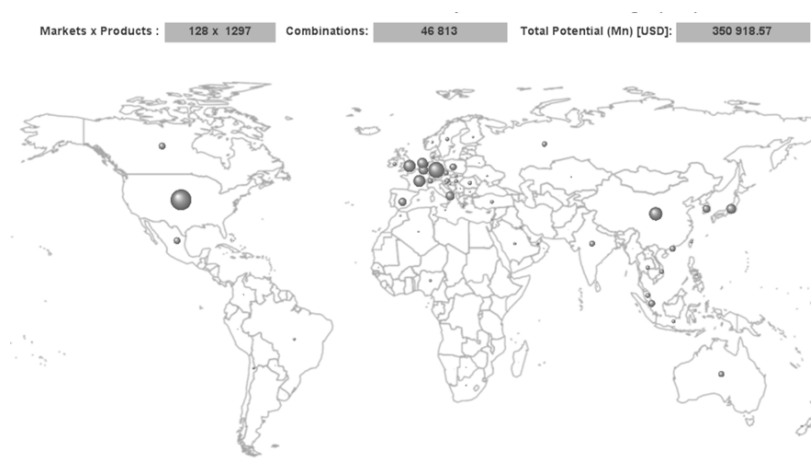 Markets x Products : 128 x 1297 Combinations: 46 813 Total Potential (Mn) [USD]: 350 918.57